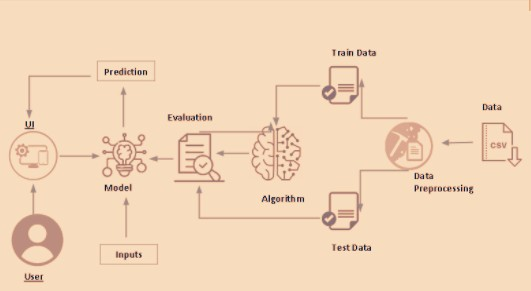 Train Data
Prediction
Data
UI
Evaluation
CSV
Model
Data
Preprocessing
Algorithm
Inputs
Test Data
User